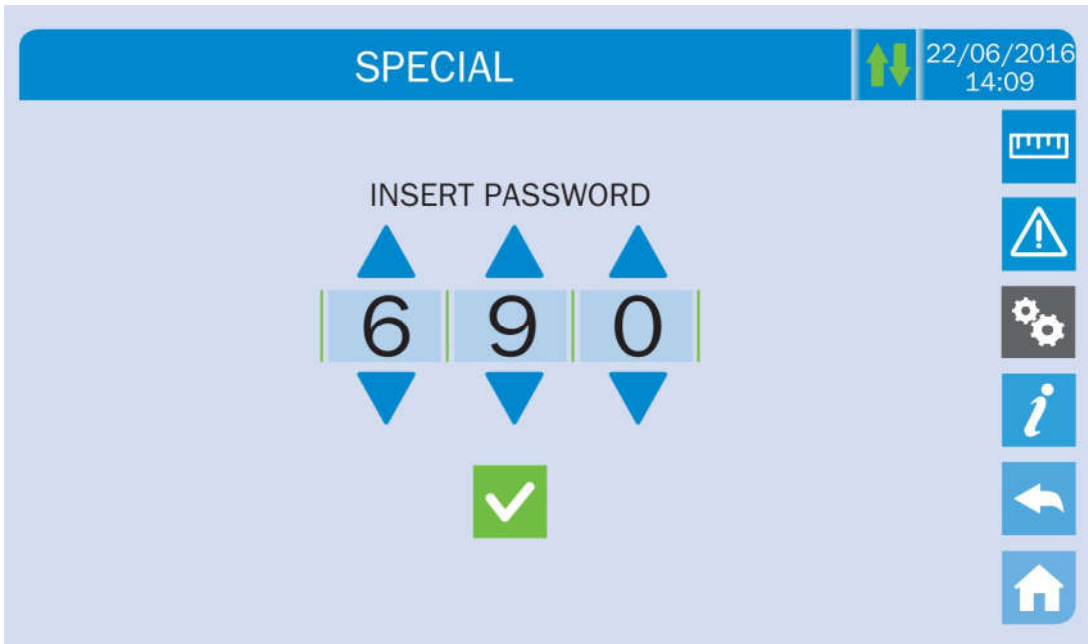 SPECIAL
22/06/2016
14:09
INSERT PASSWORD
6 9 0
i